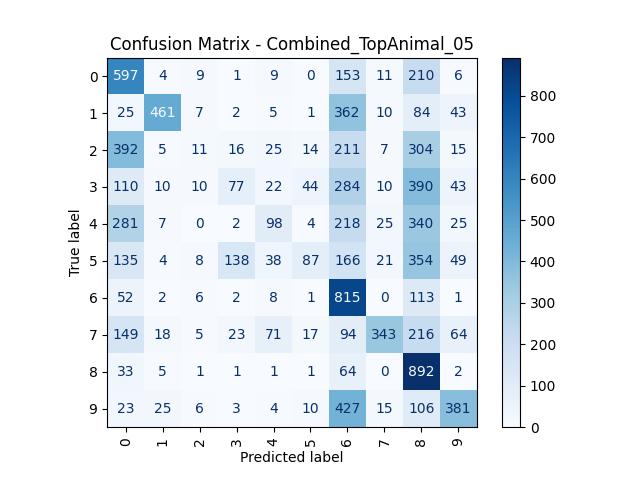 Confusion Matrix - Combined_TopAnimal_05
0 597 4 9 1 9 0 153 11 210 6
1 25 461 7 2 5 1 362 10 84 43
2 392 5 11 16 25 14 211 7 304 15
3 110 10 10 77 22 44 284 10 390 43
4 281 7 0 2 98 4 218 25 340 25
5 135 4 8 138 38 87 166 21 354 49
6 52 2 6 2 8 1 815 0 113 1
7 149 18 5 23 71 17 94 343 216 64
8 33 5 1 1 1 1 64 0 892 2
9 23 25 6 3 4 10 427 15 106 381
0 1 2 3 4 5 6 7 8 9
Predicted label
True label
800
700
600
500
400
300
200
100
0